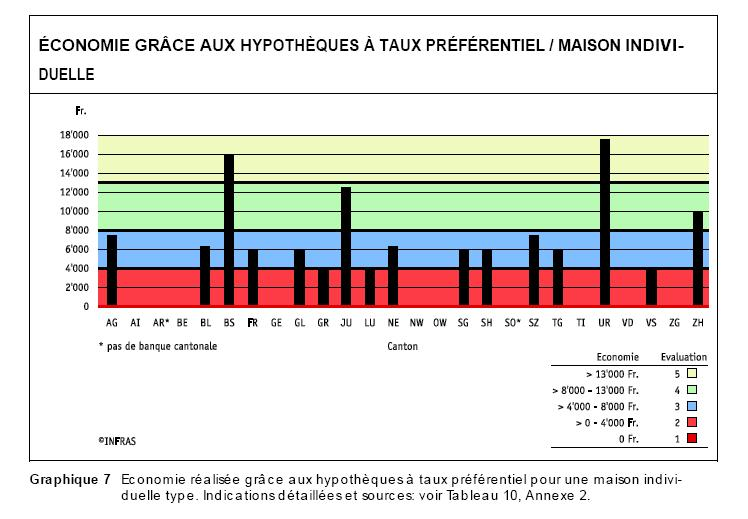 ÉCONOMIE GRÂCE AUX HYPOTHÈQUES À TAUX PRÉFÉRENTIEL / MAISON INDIVI-
DUELLE
Fr.
18'000
16'000
14'000
12'000
10'000
8'000
6'000
4'000
2'000
0
AG AI AR* BE BL BS FR GE GL GR JU LU NE NW OW SG SH SO* SZ TG TI UR VD VS ZG ZH
* pas de banque cantonale Canton
Economie Evaluation
> 13'000 Fr. 5
> 8'000 – 13'000 Fr. 4
> 4'000 – 8'000 Fr. 3
> 0 - 4'000 Fr. 2
0 Fr. 1
©INFRAS
Graphique 7 Economie réalisée grâce aux hypothèques à taux préférentiel pour une maison indivi-
duelle type. Indications détaillées et sources: voir Tableau 10, Annexe 2.